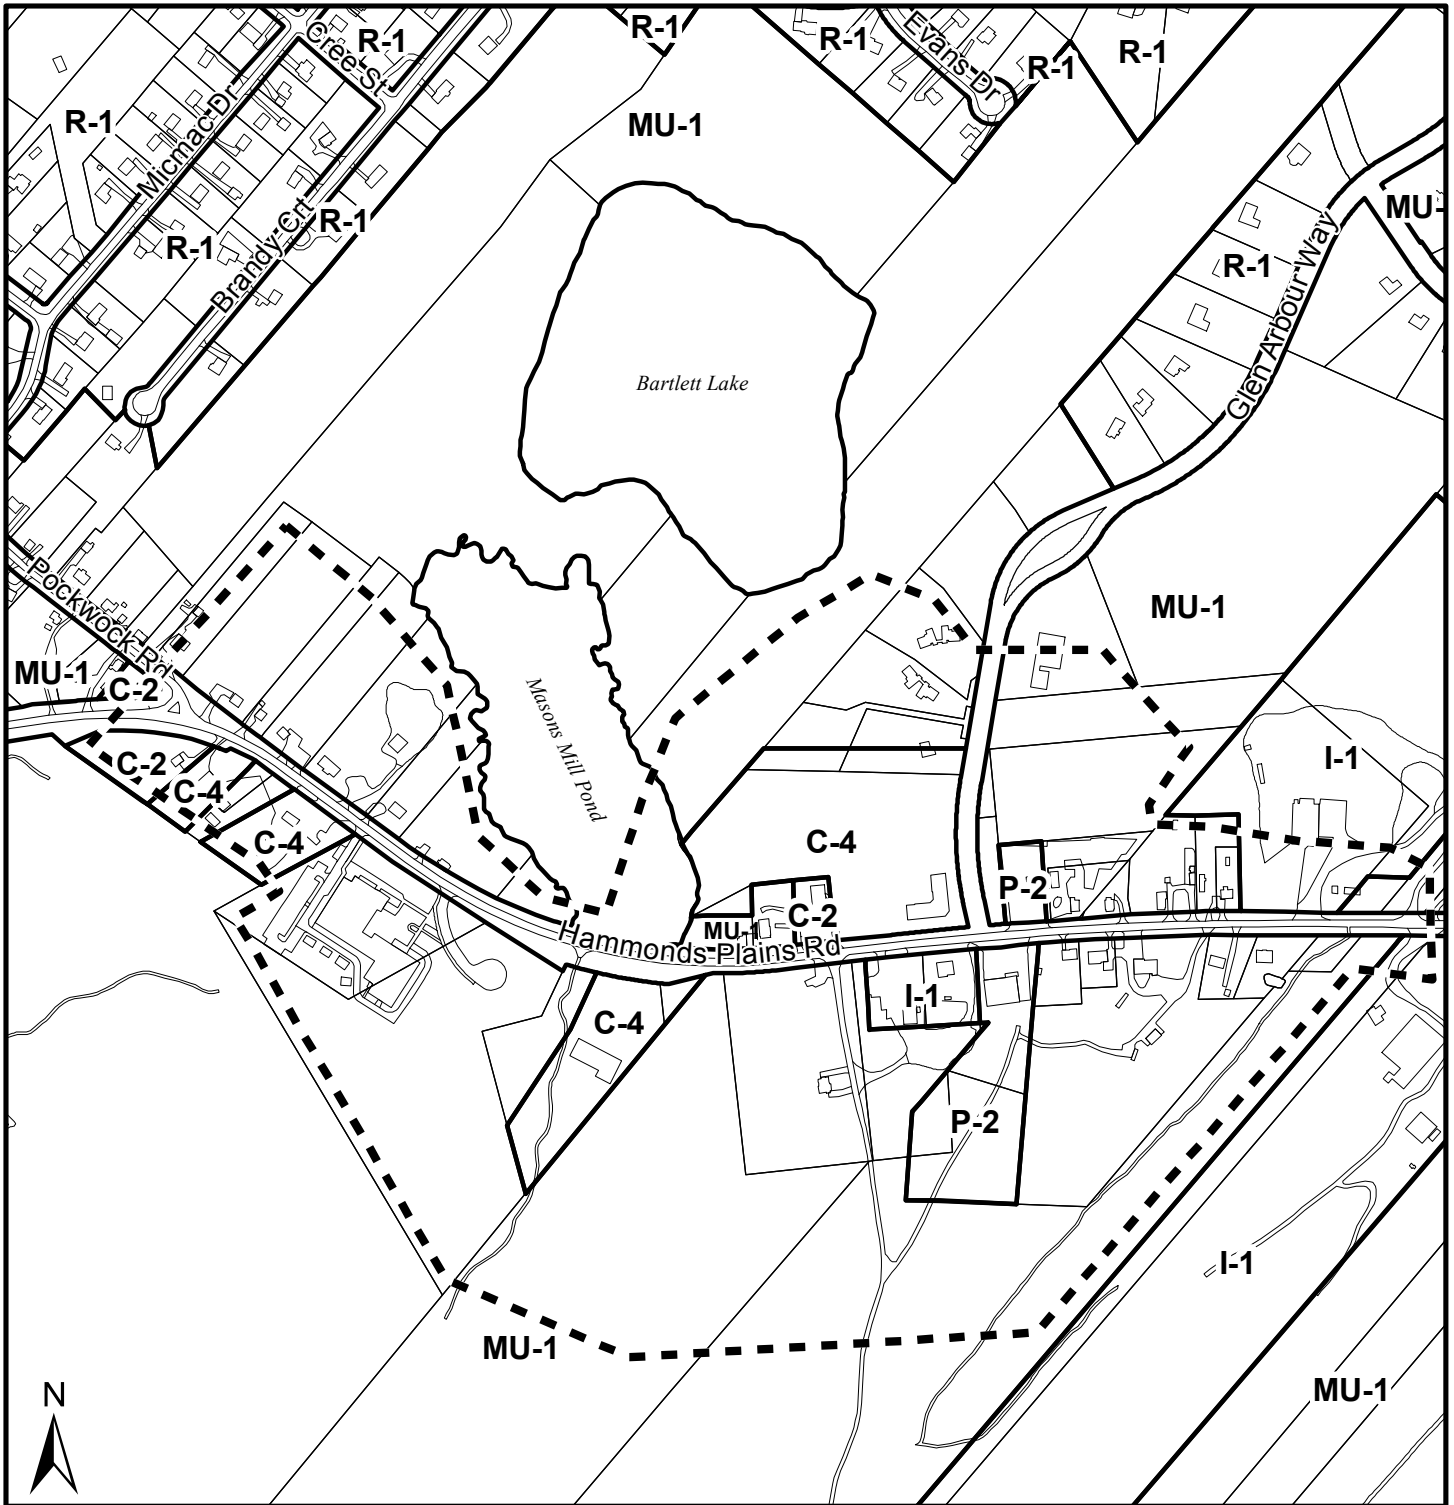 R-1
R-1
R-1
R-1
R-1
Evans Dr
R-1
Cree St
R-1
Micmac Dr
MU-1
R-1
R-1
Brandy Crt
MU-
R-1
Glen Arbour Way
Bartlett Lake
Pockwock Rd
MU-1
MU-1
C-2
Masons Mill Pond
C-2
C-4
C-4
C-4
I-1
P-2
C-2
MU-1
Hammonds Plains Rd
I-1
C-4
P-2
I-1
MU-1
MU-1
N